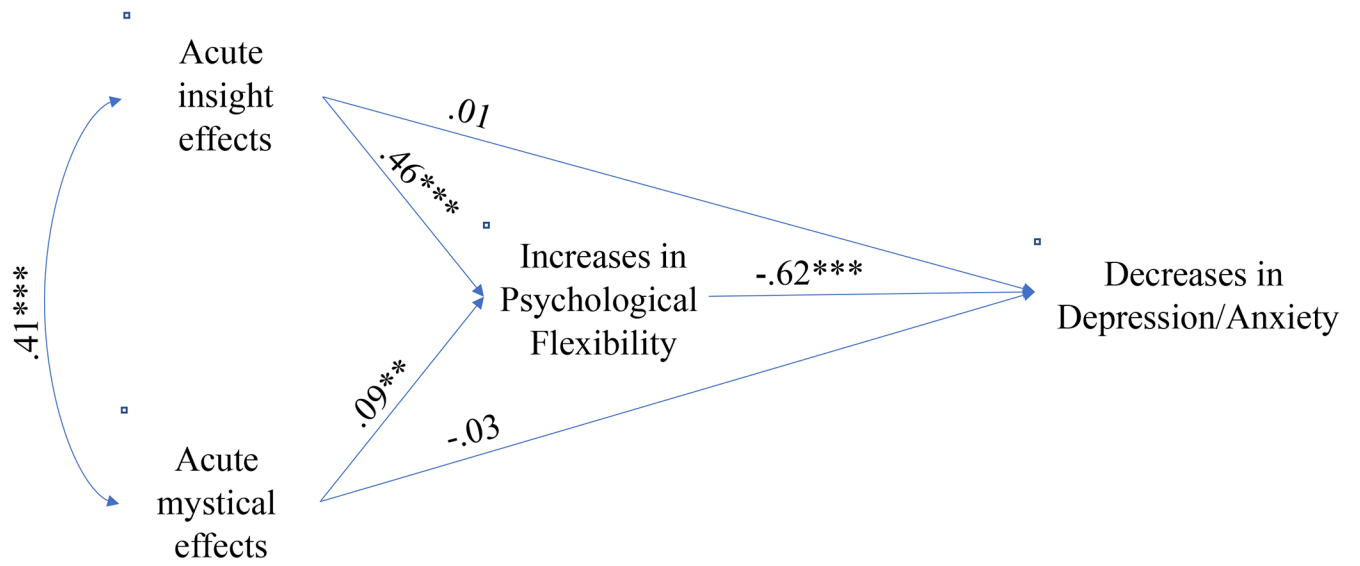 Acute
insight
effects
.01
.46***
Increases in
Psychological
Flexibility
-.62***
Decreases in
Depression/Anxiety
.41***
.09**
-.03
Acute
mystical
effects